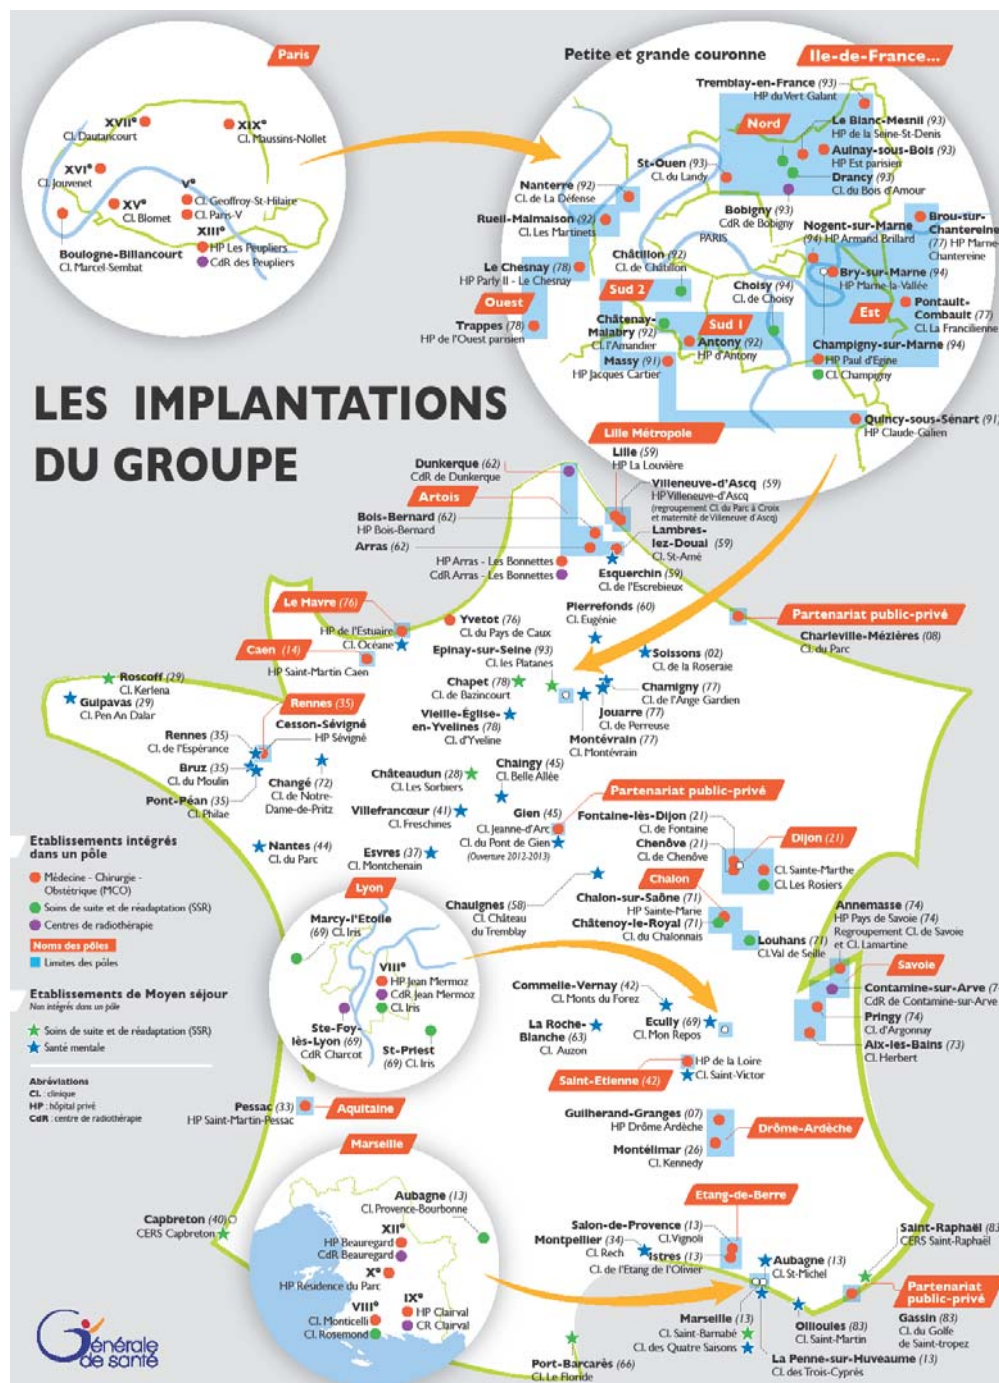 Paris
XVIIe
Cl. Dautancourt
XIXe
Cl. Maussins-Nollet
XVIe
Cl. Jouvenet
XVe
Cl. Blomet
Ve
Cl. Geoffroy-St-Hilaire
Cl. Paris-V
XIIIe
HP Les Peupliers
CdR des Peupliers
Boulogne-Billancourt
Cl. Marcel-Sembat
Petite et grande couronne
Ile-de-France...
Tremblay-en-France (93)
HP du Vert Galant
Nord
Le Blanc-Mesnil (93)
HP de la Seine-St-Denis
Aulnay-sous-Bois (93)
HP Est parisien
St-Ouen (93)
Cl. du Landy
Drancy (93)
Cl. du Bois d'Amour
Nanterre (92)
Cl. de La Défense
Bobigny (93)
CdR de Bobigny
Rueil-Malmaison (92)
Cl. Les Martinets
PARIS
Nogent-sur-Marne
(94) HP Armand Brillard
Brou-sur-
Chantereine
(77) HP Marne-
Chantereine
Châtillon (92)
Cl. de Châtillon
Le Chesnay (78)
HP Parly II - Le Chesnay
Choisy (94)
Cl. de Choisy
Bry-sur-Marne (94)
HP Marne-la-Vallée
Sud 2
Ouest
Pontault-
Combault (77)
Cl. La Francilienne
Est
Trappes (78)
HP de l'Ouest parisien
Châtenay-
Malabry (92)
Cl. l'Amandier
Sud 1
Antony (92)
HP d'Antony
Champigny-sur-Marne (94)
HP Paul d'Egine
Cl. Champigny
Massy (91)
HP Jacques Cartier
Quincy-sous-Sénart (91)
HP Claude-Galien
LES IMPLANTATIONS
DU GROUPE
Lille Métropole
Lille (59)
HP La Louvière
Dunkerque (62)
CdR de Dunkerque
Villeneuve-d'Ascq (59)
HP Villeneuve-d'Ascq
(regroupement Cl. du Parc à Croix
et maternité de Villeneuve d'Ascq)
Artois
Bois-Bernard (62)
HP Bois-Bernard
Arras (62)
HP Arras - Les Bonnettes
CdR Arras - Les Bonnettes
Lambres-
lez-Douai (59)
Cl. St-Amé
Esquerchin (59)
Cl. de l'Escrebieux
Le Havre (76)
HP de l'Estuaire
Cl. Océane
Yvetot (76)
Cl. du Pays de Caux
Pierrefonds (60)
Cl. Eugénie
Partenariat public-privé
Charleville-Mézières (08)
Cl. du Parc
Caen (14)
HP Saint-Martin Caen
Epinay-sur-Seine (93)
Cl. les Platanes
Soissons (02)
Cl. de la Roseraie
Roscoff (29)
Cl. Kerlena
Guipavas (29)
Cl. Pen An Dalar
Chapet (78)
Cl. de Bazincourt
Chamigny (77)
Cl. de l'Ange Gardien
Rennes (35)
Cesson-Sévigné
HP Sévigné
Vieille-Église-
en-Yvelines (78)
Cl. d'Yveline
Jouarre (77)
Cl. de Perreuse
Montévrain (77)
Cl. Montévrain
Rennes (35)
Cl. de l'Espérance
Bruz (35)
Cl. du Moulin
Pont-Péan (35)
Cl. Philae
Changé (72)
Cl. de Notre-
Dame-de-Pritz
Châteaudun (28)
Cl. Les Sorbiers
Chaingy (45)
Cl. Belle Allée
Villefrancœur (41)
Cl. Freschines
Gien (45)
Cl. Jeanne-d'Arc
Cl. du Pont de Gien
(Ouverture 2012-2013)
Partenariat public-privé
Nantes (44)
Cl. du Parc
Esvres (37)
Cl. Montchenain
Fontaine-lès-Dijon (21)
Cl. de Fontaine
Chenôve (21)
Cl. de Chenôve
Dijon (21)
Cl. Sainte-Marthe
Cl. Les Rosiers
Etablissements intégrés
dans un pôle
Médecine - Chirurgie -
Obstétrique (MCO)
Soins de suite et de réadaptation (SSR)
Centres de radiothérapie
Noms des pôles
Limites des pôles
Etablissements de Moyen séjour
Non intégrés dans un pôle
Soins de suite et de réadaptation (SSR)
Santé mentale
Abréviations
Cl. : clinique
HP : hôpital privé
CdR : centre de radiothérapie
Chaulgnes (58)
Cl. Château
du Tremblay
Chalon
Chalon-sur-Saône (71)
HP Sainte-Marie
Châtenoy-le-Royal (71)
Cl. du Chalonnais
Louhans (71)
Cl. Val de Seille
Annemasse (74)
HP Pays de Savoie (74)
Regroupement Cl. de Savoie
et Cl. Lamartine
Savoie
Contamine-sur-Arve (74
CdR de Contamine-sur-Arve
Pringy (74)
Cl. d'Argonnay
Aix-les-Bains (73)
Cl. Herbert
Lyon
Marcy-l'Etoile
(69) Cl. Iris
VIIIe
HP Jean Mermoz
CdR Jean Mermoz
Cl. Iris
Ste-Foy-
lès-Lyon (69)
CdR Charcot
St-Priest
(69) Cl. Iris
Commelle-Vernay (42)
Cl. Monts du Forez
La Roche-
Blanche (63)
Cl. Auzon
Ecully (69)
Cl. Mon Repos
HP de la Loire
Cl. Saint-Victor
Saint-Etienne (42)
Pessac (33)
HP Saint-Martin-Pessac
Aquitaine
Guilherand-Granges (07)
HP Drôme Ardèche
Montélimar (26)
Cl. Kennedy
Drôme-Ardèche
Marseille
Aubagne (13)
Cl. Provence-Bourbonne
XIIe
HP Beauregard
CdR Beauregard
Xe
HP Résidence du Parc
VIIIe
Cl. Monticelli
Cl. Rosemond
IXe
HP Clairval
CR Clairval
Capbreton (40)
CERS Capbreton
Etang-de-Berre
Salon-de-Provence (13)
Cl. Vignoli
Montpellier (34)
Cl. Rech
Istres (13)
Cl. de l'Etang de l'Olivier
Aubagne (13)
Cl. St-Michel
Saint-Raphaël (83
CERS Saint-Raphaël
Partenariat
public-privé
Gassin (83)
Cl. du Golfe
de Saint-tropez
Ollioules (83)
Cl. Saint-Martin
Marseille (13)
Cl. Saint-Barnabé
Cl. des Quatre Saisons
La Penne-sur-Huveaume (13)
Cl. des Trois-Cyprés
Port-Barcarès (66)
Cl. Le Floride
Générale
de santé